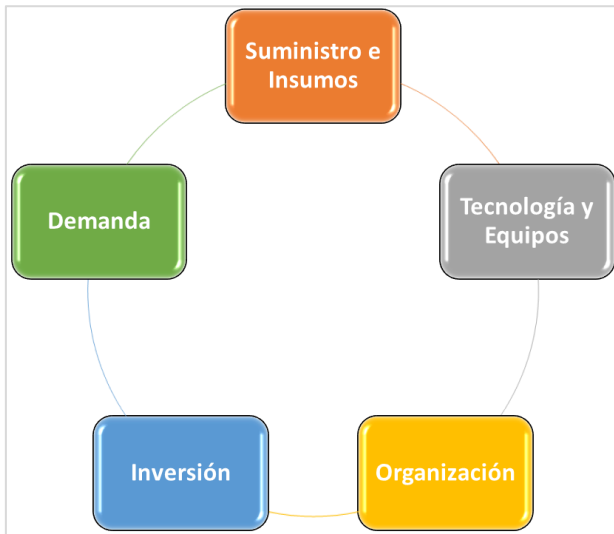 Suministro e
Insumos
Demanda
Tecnología y
Equipos
Inversión
Organización